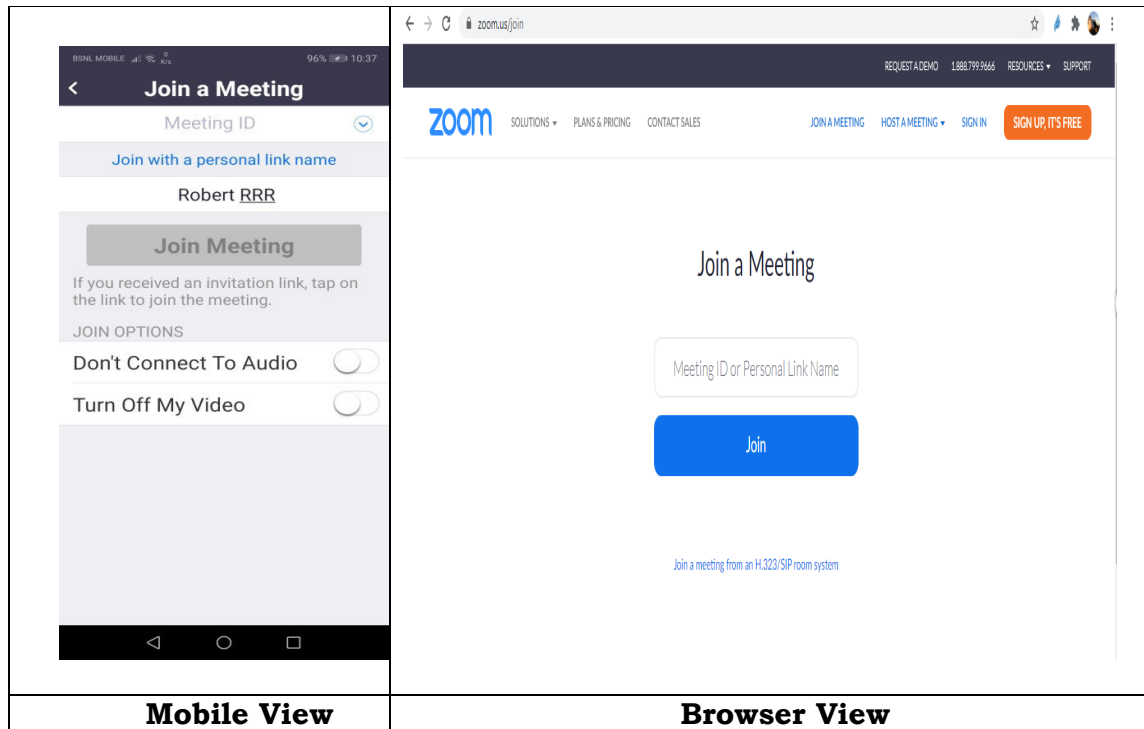 BSNL MOBILE 0 K/s 96% 10:37
Join a Meeting
Meeting ID
Join with a personal link name
Robert RRR
Join Meeting
If you received an invitation link, tap on
the link to join the meeting.
JOIN OPTIONS
Don't Connect To Audio
Turn Off My Video
Mobile View
zoom.us/join
REQUEST A DEMO 1.888.799.9666 RESOURCES SUPPORT
zoom SOLUTIONS PLANS & PRICING CONTACT SALES JOIN A MEETING HOST A MEETING SIGN IN SIGN UP, IT'S FREE
Join a Meeting
Meeting ID or Personal Link Name
Join
Join a meeting from an H.323/SIP room system
Browser View